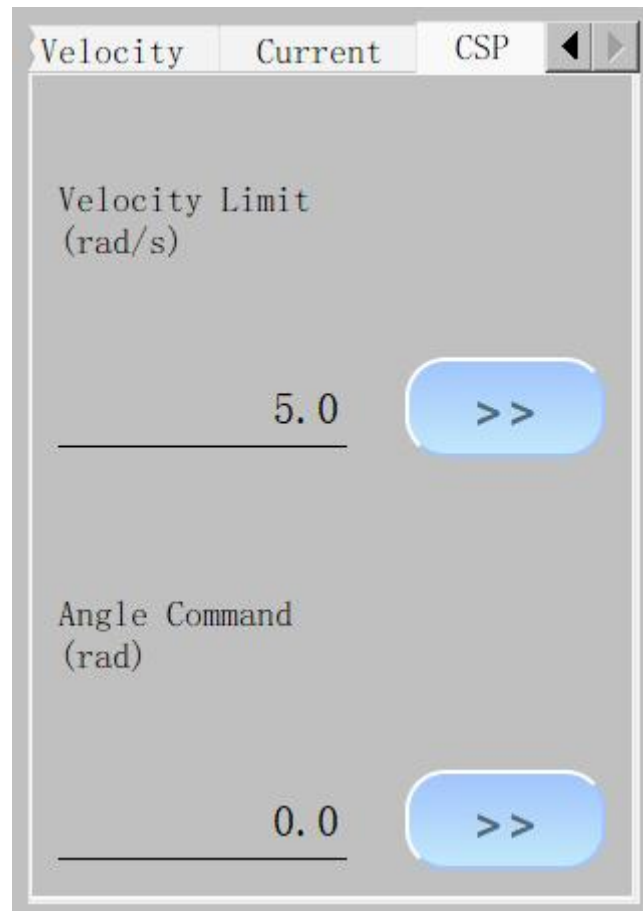 Velocity Current CSP
Velocity Limit
(rad/s)
5.0 >>
Angle Command
(rad)
0.0 >>